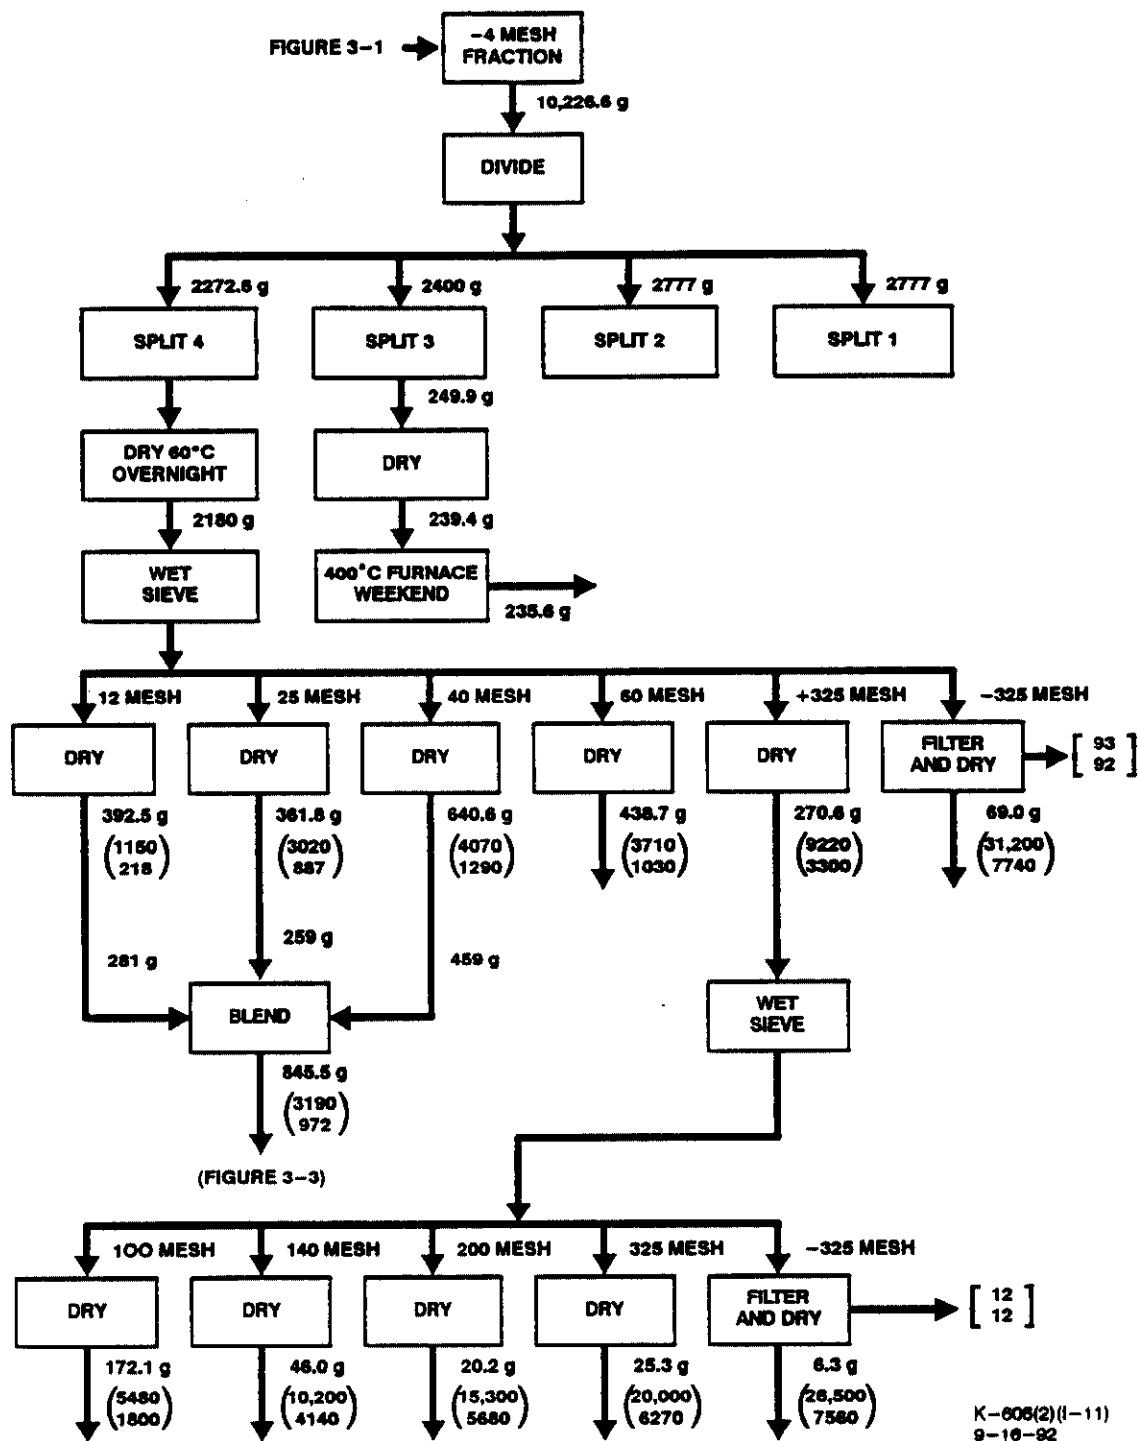 FIGURE 3-1
-4 MESH
FRACTION
10,226.6 g
DIVIDE
2272.6 g
2400 g
2777 g
2777 g
SPLIT 4
SPLIT 3
SPLIT 2
SPLIT 1
249.9 g
DRY 60°C
OVERNIGHT
DRY
2180 g
239.4 g
WET
SIEVE
400°C FURNACE
WEEKEND
235.6 g
12 MESH
25 MESH
40 MESH
60 MESH
+325 MESH
-325 MESH
DRY
DRY
DRY
DRY
DRY
FILTER
AND DRY
[ 93
92 ]
392.5 g
361.8 g
640.6 g
438.7 g
270.6 g
69.0 g
(1150
218)
(3020
887)
(4070
1290)
(3710
1030)
(9220
3300)
(31,200
7740)
281 g
259 g
459 g
BLEND
WET
SIEVE
845.5 g
(3190
972)
(FIGURE 3-3)
100 MESH
140 MESH
200 MESH
325 MESH
-325 MESH
DRY
DRY
DRY
DRY
FILTER
AND DRY
[ 12
12 ]
172.1 g
46.0 g
20.2 g
25.3 g
6.3 g
(5480
1800)
(10,200
4140)
(15,300
5680)
(20,000
6270)
(26,500
7560)
K-606(2)(I-11)
9-16-92